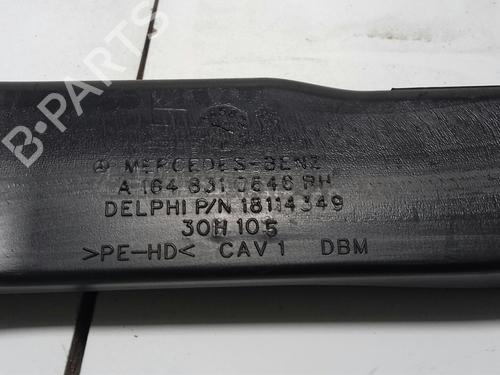 B-PARTS
MERCEDES-BENZ
A 164 831 0646 RH
DELPHI P/N 18114349
30H 105
>PE-HD< CAV 1 DBM